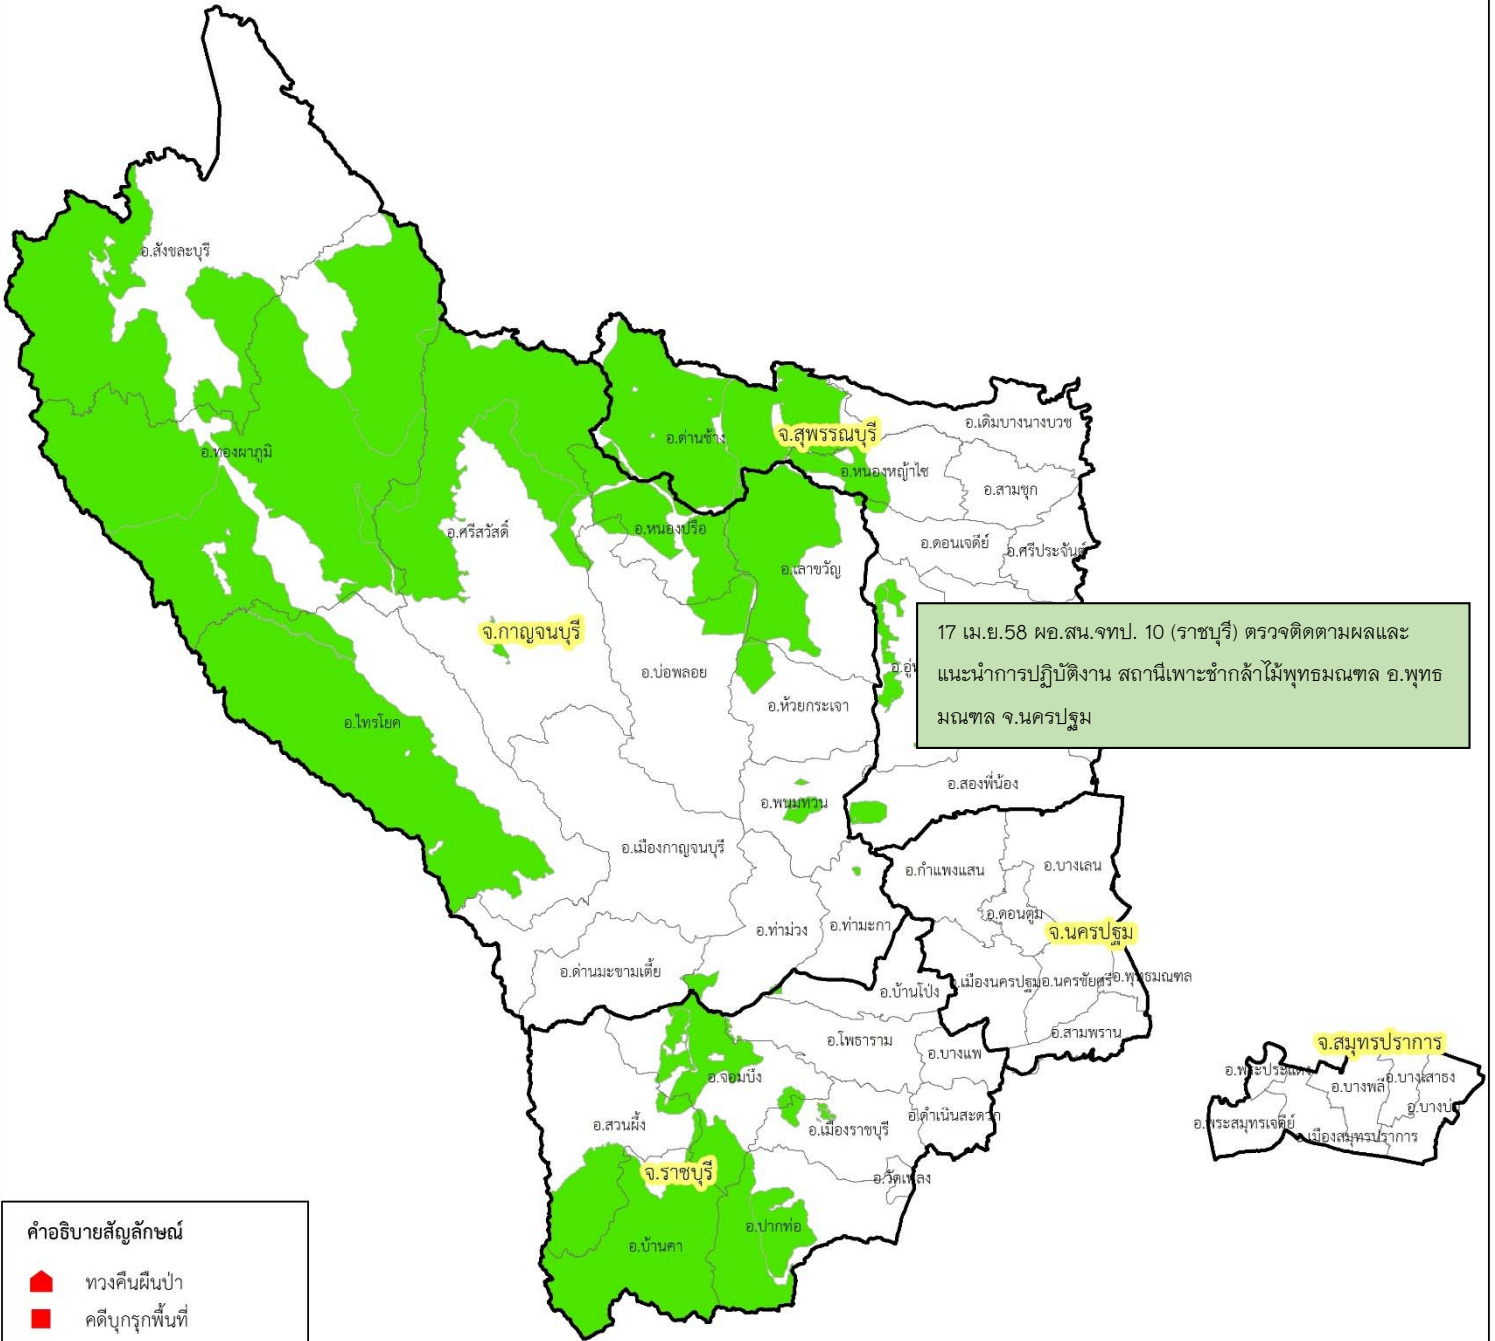 อ.สังขละบุรี
อ.ทองผาภูมิ
อ.ศรีสวัสดิ์
อ.ด่านช้าง
จ.สุพรรณบุรี
อ.เดิมบางนางบวช
อ.หนองหญ้าไซ
อ.สามชุก
อ.หนองปรือ
อ.เลาขวัญ
อ.ดอนเจดีย์
อ.ศรีประจันต์
จ.กาญจนบุรี
อ.บ่อพลอย
17 เม.ย.58 ผอ.สน.จทป. 10 (ราชบุรี) ตรวจติดตามผลและ
แนะนำการปฏิบัติงาน สถานีเพาะชำกล้าไม้พุทธมณฑล อ.พุทธ
มณฑล จ.นครปฐม
อ.ไทรโยค
อ.ห้วยกระเจา
อ.สองพี่น้อง
อ.พนมทวน
อ.เมืองกาญจนบุรี
อ.กำแพงแสน
อ.บางเลน
อ.ดอนตูม
อ.ท่าม่วง
อ.ท่ามะกา
จ.นครปฐม
อ.ด่านมะขามเตี้ย
อ.บ้านโป่ง
อ.เมืองนครปฐม
อ.นครชัยศรี
อ.พุทธมณฑล
อ.โพธาราม
อ.บางแพ
อ.สามพราน
จ.สมุทรปราการ
อ.จอมบึง
อ.พระประแดง
อ.บางพลี
อ.บางเสาธง
อ.บางบ่อ
อ.สวนผึ้ง
อ.เมืองราชบุรี
อ.ดำเนินสะดวก
อ.พระสมุทรเจดีย์
อ.เมืองสมุทรปราการ
จ.ราชบุรี
อ.วัดเพลง
อ.ปากท่อ
อ.บ้านคา
คำอธิบายสัญลักษณ์
ทวงคืนผืนป่า
คดีบุกรุกพื้นที่